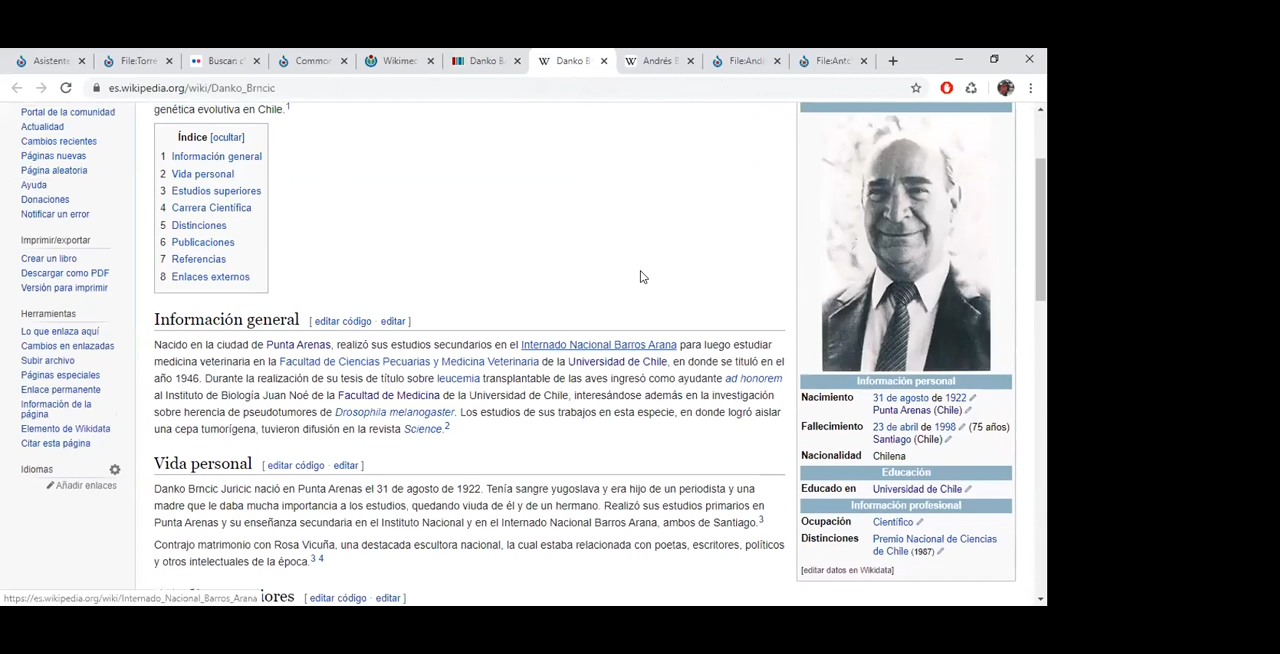 Asistente
File:Torre
Buscar: c
Commor
Wikimec
Danko B
Danko B
Andrés E
File:And
File:Anto
es.wikipedia.org/wiki/Danko_Brncic
Portal de la comunidad
Actualidad
Cambios recientes
Páginas nuevas
Página aleatoria
Ayuda
Donaciones
Notificar un error
Imprimir/exportar
Crear un libro
Descargar como PDF
Versión para imprimir
Herramientas
Lo que enlaza aquí
Cambios en enlazadas
Subir archivo
Páginas especiales
Enlace permanente
Información de la
página
Elemento de Wikidata
Citar esta página
Idiomas
Añadir enlaces
genética evolutiva en Chile.1
Índice [ocultar]
1 Información general
2 Vida personal
3 Estudios superiores
4 Carrera Científica
5 Distinciones
6 Publicaciones
7 Referencias
8 Enlaces externos
Información general [ editar código · editar ]
Nacido en la ciudad de Punta Arenas, realizó sus estudios secundarios en el Internado Nacional Barros Arana para luego estudiar
medicina veterinaria en la Facultad de Ciencias Pecuarias y Medicina Veterinaria de la Universidad de Chile, en donde se tituló en el
año 1946. Durante la realización de su tesis de título sobre leucemia transplantable de las aves ingresó como ayudante ad honorem
al Instituto de Biología Juan Noé de la Facultad de Medicina de la Universidad de Chile, interesándose además en la investigación
sobre herencia de pseudotumores de Drosophila melanogaster. Los estudios de sus trabajos en esta especie, en donde logró aislar
una cepa tumorígena, tuvieron difusión en la revista Science.2
Vida personal [ editar código · editar ]
Danko Brncic Juricic nació en Punta Arenas el 31 de agosto de 1922. Tenía sangre yugoslava y era hijo de un periodista y una
madre que le daba mucha importancia a los estudios, quedando viuda de él y de un hermano. Realizó sus estudios primarios en
Punta Arenas y su enseñanza secundaria en el Instituto Nacional y en el Internado Nacional Barros Arana, ambos de Santiago.3
Contrajo matrimonio con Rosa Vicuña, una destacada escultora nacional, la cual estaba relacionada con poetas, escritores, políticos
y otros intelectuales de la época.3 4
iores [ editar código · editar ]
Información personal
Nacimiento 31 de agosto de 1922
Punta Arenas (Chile)
Fallecimiento 23 de abril de 1998 (75 años)
Santiago (Chile)
Nacionalidad Chilena
Educación
Educado en Universidad de Chile
Información profesional
Ocupación Científico
Distinciones Premio Nacional de Ciencias
de Chile (1987)
[editar datos en Wikidata]
https://es.wikipedia.org/wiki/Internado_Nacional_Barros_Arana